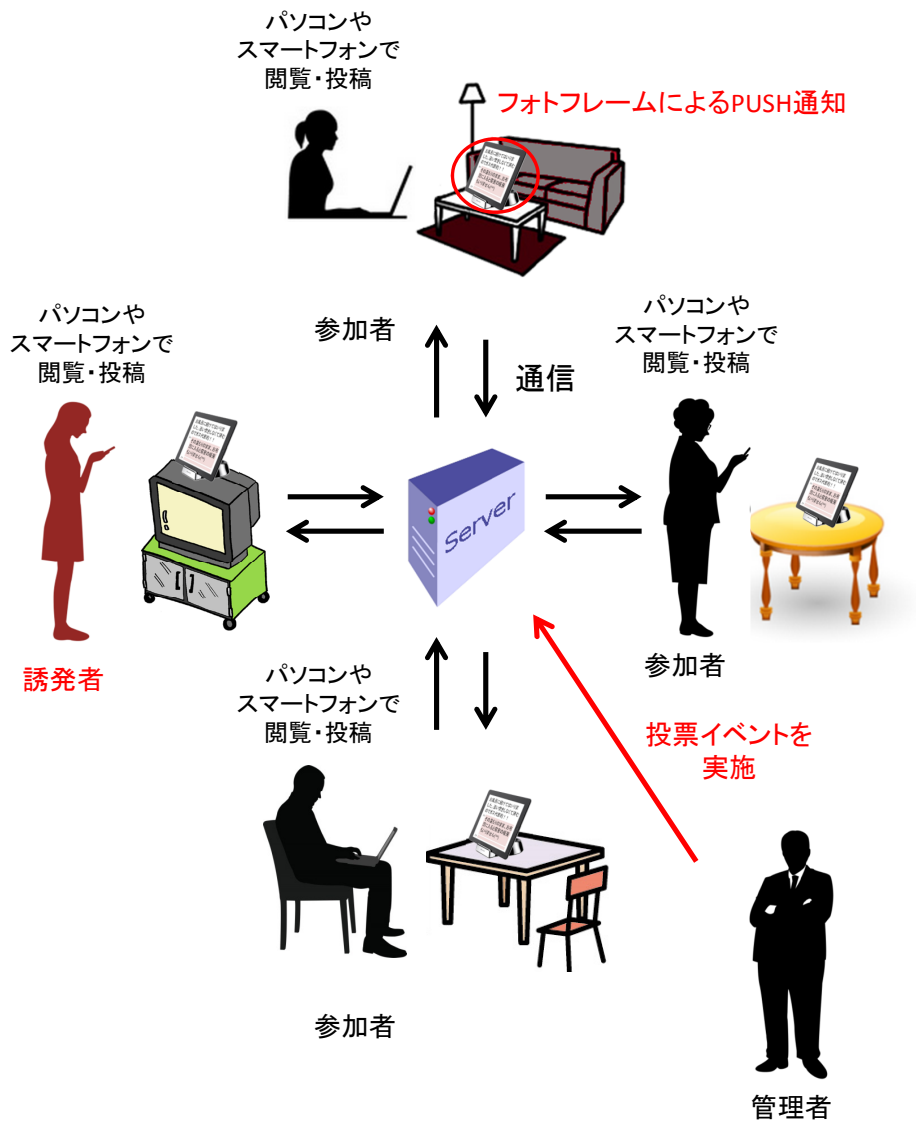 パソコンや
スマートフォンで
閲覧・投稿
フォトフレームによるPUSH通知
参加者
通信
パソコンや
スマートフォンで
閲覧・投稿
パソコンや
スマートフォンで
閲覧・投稿
Server
誘発者
参加者
パソコンや
スマートフォンで
閲覧・投稿
投票イベントを
実施
参加者
管理者